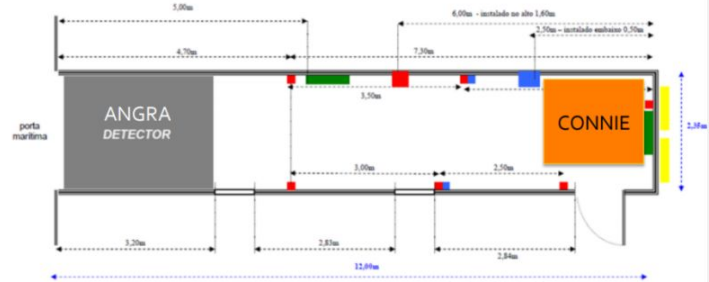 5,00m
6,00m - instalado no alto 1,60m
2,50m – instalado embaixo 0,50m
4,70m
7,30m
3,50m
ANGRA
DETECTOR
CONNIE
porta
marítima
2,35m
3,00m
2,50m
3,20m
2,83m
2,84m
12,00m